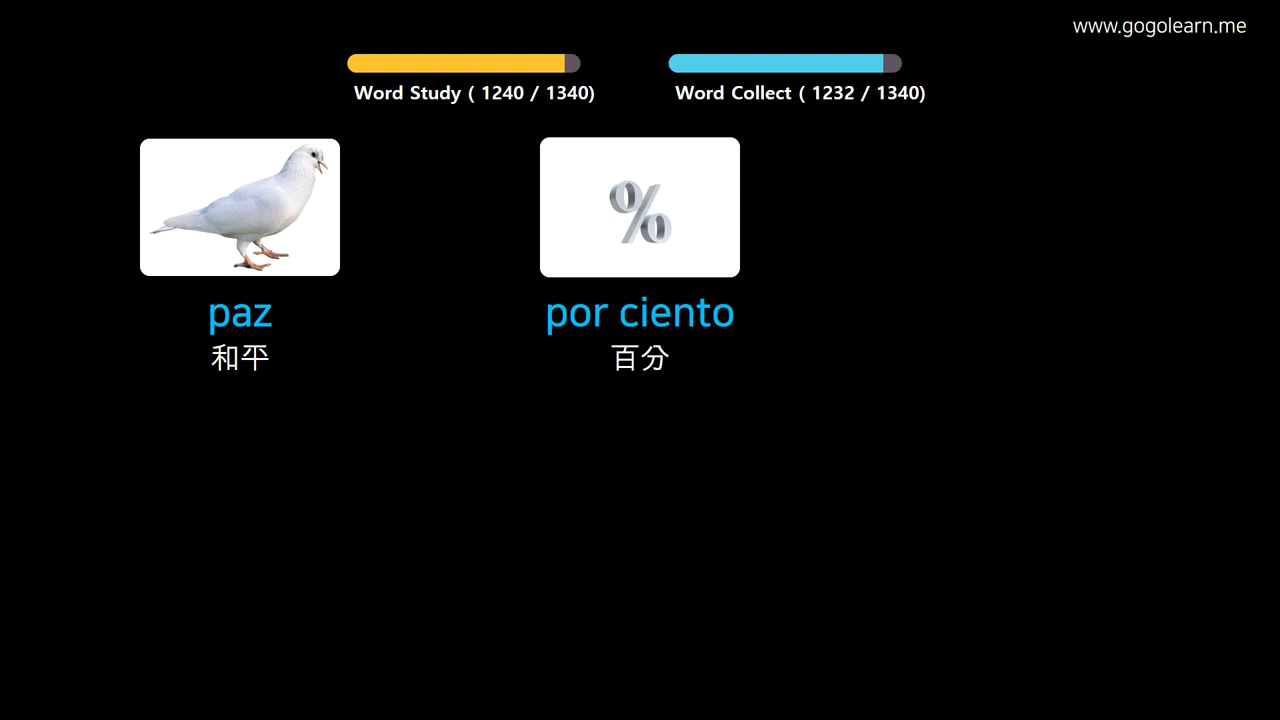 www.gogolearn.me
Word Study ( 1240 / 1340)
Word Collect ( 1232 / 1340)
%
paz
和平
por ciento
百分